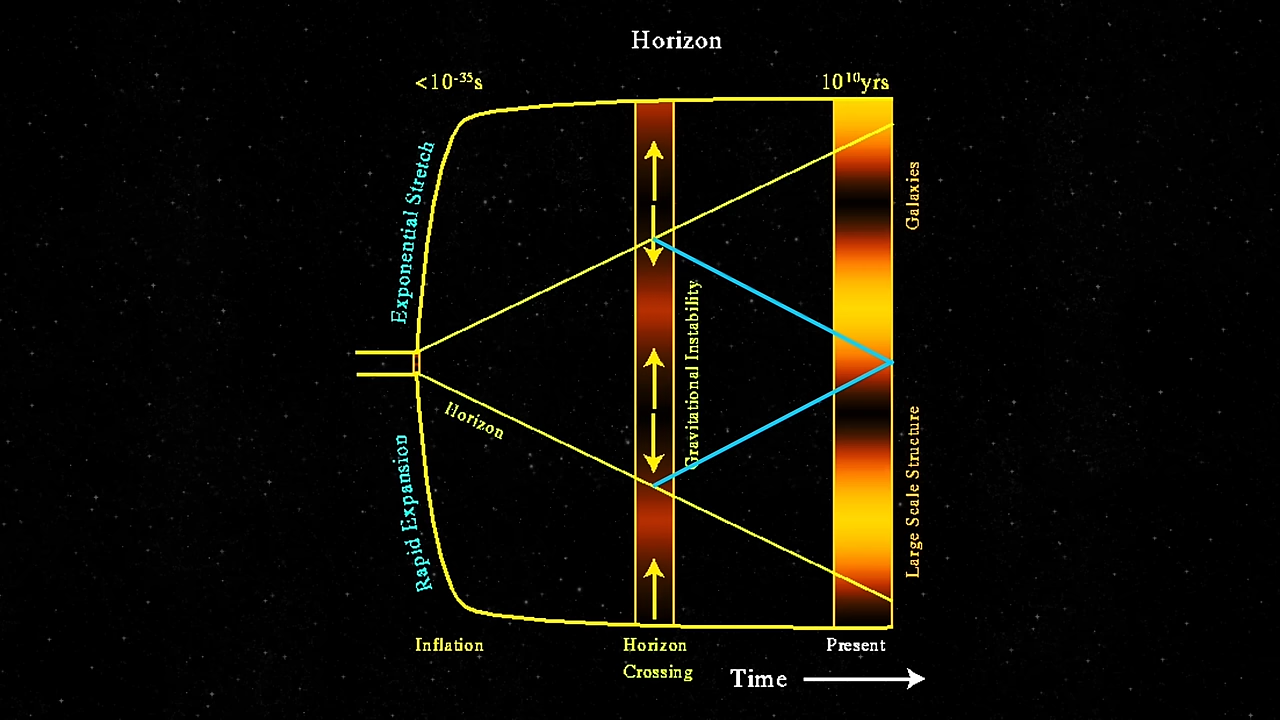 Horizon
<10⁻³⁵s
10¹⁰yrs
Exponential Stretch
Galaxies
Gravitational Instability
Horizon
Rapid Expansion
Large Scale Structure
Inflation
Horizon
Crossing
Present
Time